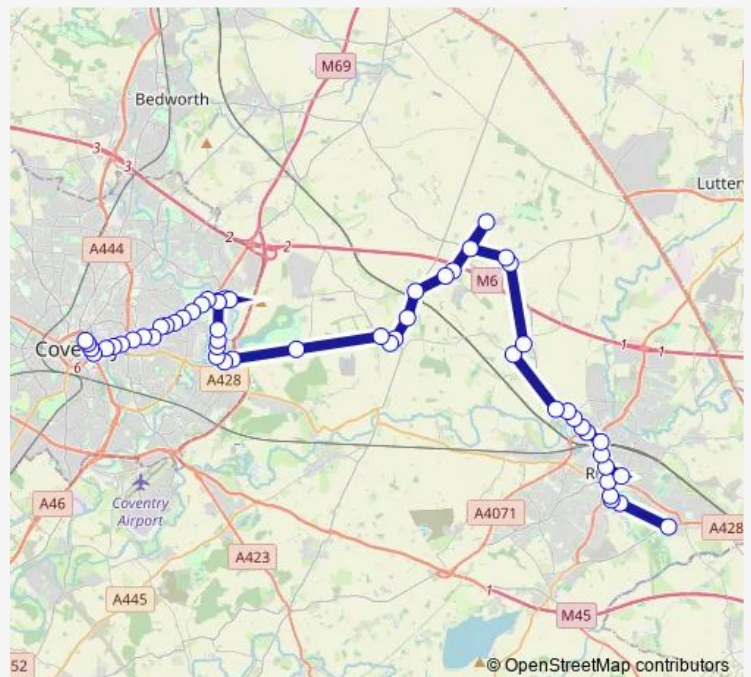 M69
Bedworth
3
3
Lutter
A444
2
2
M6
Cove
y
6
1
1
A428
A46
Coventry
Airport
R
A4071
A428
A423
1
A445
M45
52
© OpenStreetMap contributors